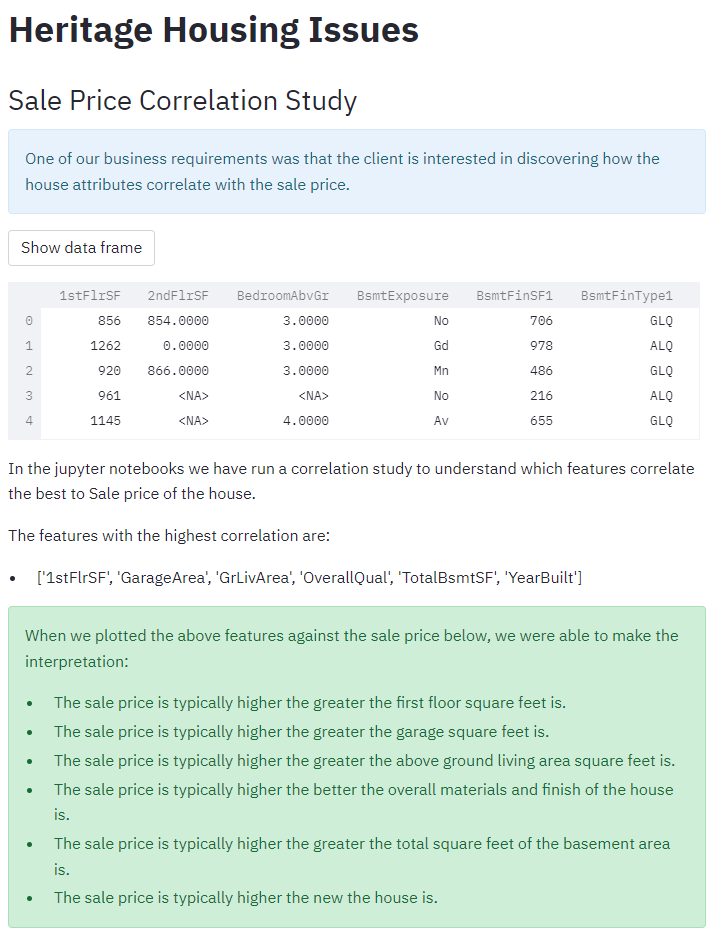 Heritage Housing Issues
Sale Price Correlation Study
One of our business requirements was that the client is interested in discovering how the
house attributes correlate with the sale price.
Show data frame
1stFlrSF 2ndFlrSF BedroomAbvGr BsmtExposure BsmtFinSF1 BsmtFinType1
0 856 854.0000 3.0000 No 706 GLQ
1 1262 0.0000 3.0000 Gd 978 ALQ
2 920 866.0000 3.0000 Mn 486 GLQ
3 961 <NA> <NA> No 216 ALQ
4 1145 <NA> 4.0000 Av 655 GLQ
In the jupyter notebooks we have run a correlation study to understand which features correlate
the best to Sale price of the house.
The features with the highest correlation are:
• ['1stFlrSF', 'GarageArea', 'GrLivArea', 'OverallQual', 'TotalBsmtSF', 'YearBuilt']
When we plotted the above features against the sale price below, we were able to make the
interpretation:
• The sale price is typically higher the greater the first floor square feet is.
• The sale price is typically higher the greater the garage square feet is.
• The sale price is typically higher the greater the above ground living area square feet is.
• The sale price is typically higher the better the overall materials and finish of the house
is.
• The sale price is typically higher the greater the total square feet of the basement area
is.
• The sale price is typically higher the new the house is.